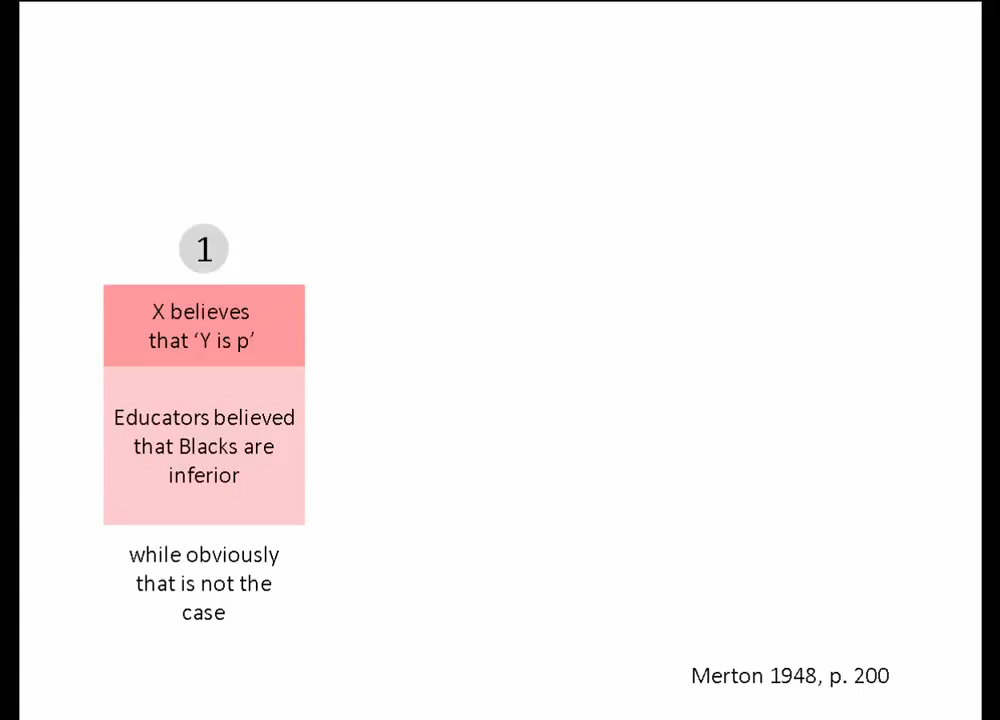 1
X believes
that ‘Y is p’
Educators believed
that Blacks are
inferior
while obviously
that is not the
case
Merton 1948, p. 200